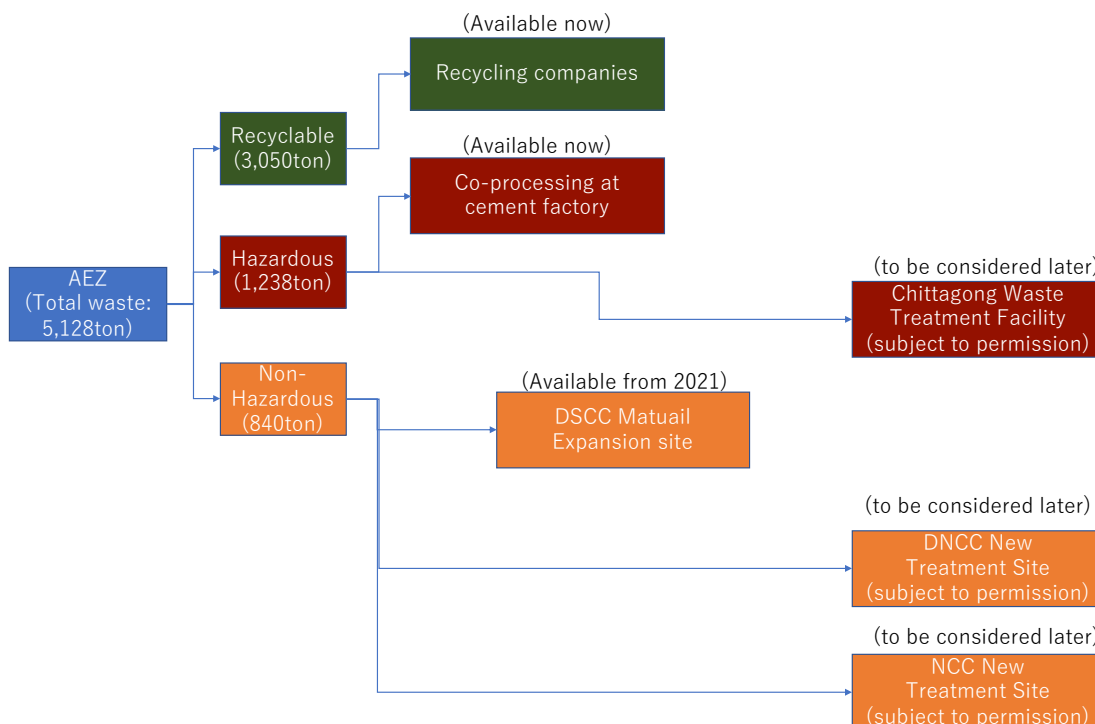 (Available now)
Recycling companies
Recyclable
(3,050ton)
(Available now)
Co-processing at
cement factory
Hazardous
(1,238ton)
AEZ
(Total waste:
5,128ton)
(to be considered later)
Chittagong Waste
Treatment Facility
(subject to permission)
Non-
Hazardous
(840ton)
(Available from 2021)
DSCC Matuail
Expansion site
(to be considered later)
DNCC New
Treatment Site
(subject to permission)
(to be considered later)
NCC New
Treatment Site
(subject to permission)